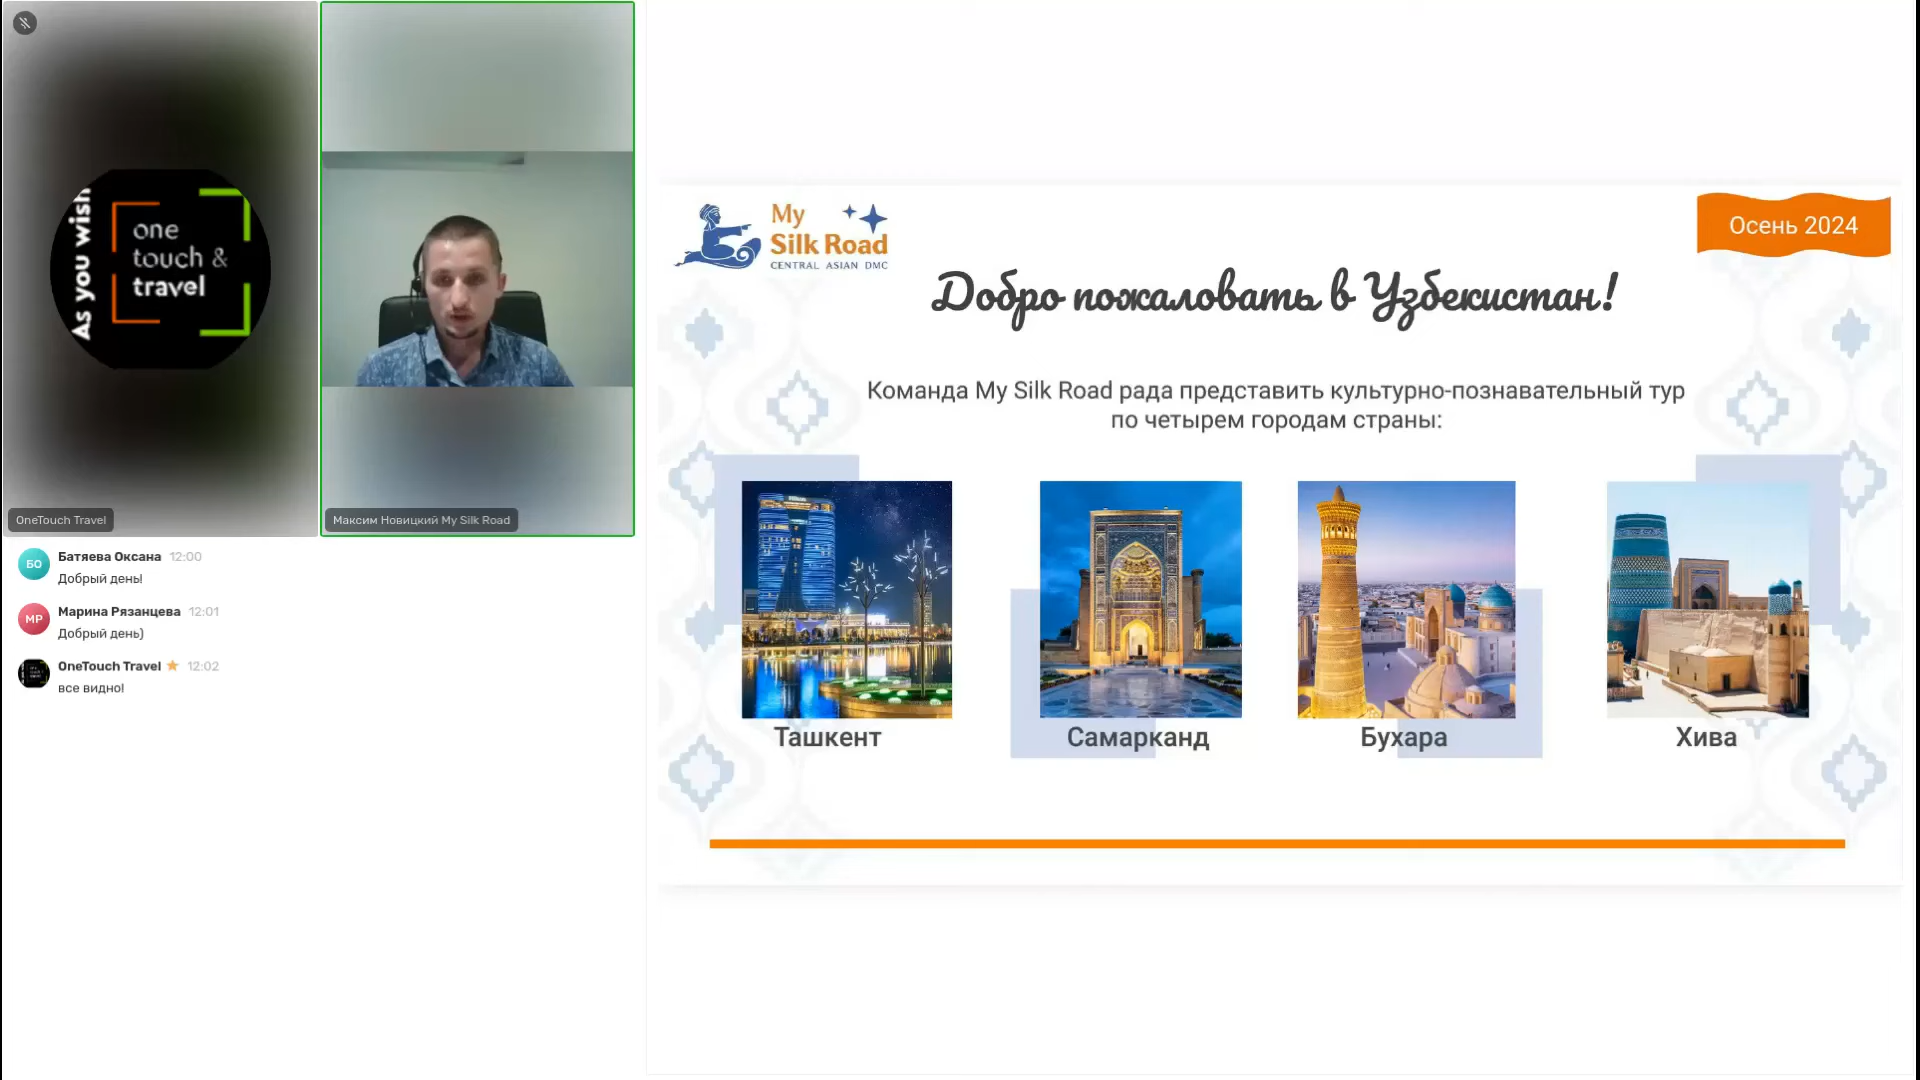 As you wish
one
touch &
travel
OneTouch Travel
Максим Новицкий My Silk Road
БО
Батяева Оксана 12:00
Добрый день!
МР
Марина Рязанцева 12:01
Добрый день)
OneTouch Travel 12:02
все видно!
My
Silk Road
CENTRAL ASIAN DMC
Осень 2024
Добро пожаловать в Узбекистан!
Команда My Silk Road рада представить культурно-познавательный тур
по четырем городам страны:
Ташкент
Самарканд
Бухара
Хива